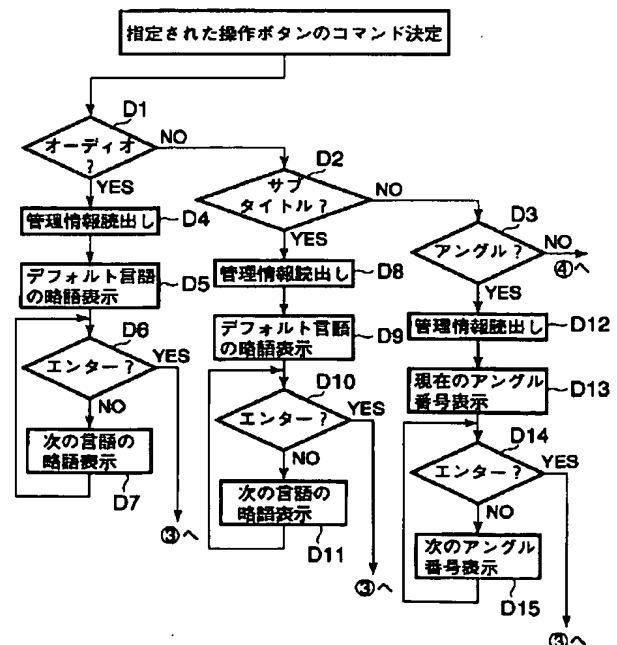 指定された操作ボタンのコマンド決定
D1
オーディオ
?
NO
YES
D2
サブ
タイトル?
NO
YES
D3
アングル?
NO
④へ
YES
管理情報読出し
D4
デフォルト言語
の略語表示
D5
D6
エンター?
YES
NO
次の言語の
略語表示
D7
③へ
管理情報読出し
D8
デフォルト言語
の略語表示
D9
D10
エンター?
YES
NO
次の言語の
略語表示
D11
③へ
管理情報読出し
D12
現在のアングル
番号表示
D13
D14
エンター?
YES
NO
次のアングル
番号表示
D15
③へ